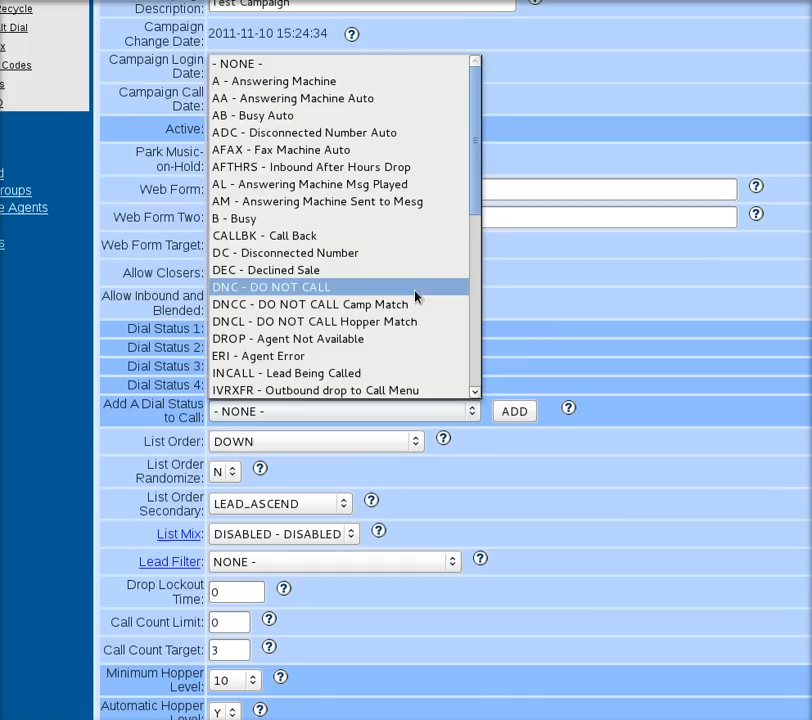 ecycle
lt Dial
x
Codes
s
d
roups
e Agents
s
Description:
Test Campaign
Campaign Change Date:
2011-11-10 15:24:34
Campaign Login Date:
Campaign Call Date:
Active:
Park Music-on-Hold:
Web Form:
Web Form Two:
Web Form Target:
Allow Closers:
Allow Inbound and Blended:
Dial Status 1:
Dial Status 2:
Dial Status 3:
Dial Status 4:
- NONE -
A - Answering Machine
AA - Answering Machine Auto
AB - Busy Auto
ADC - Disconnected Number Auto
AFAX - Fax Machine Auto
AFTHRS - Inbound After Hours Drop
AL - Answering Machine Msg Played
AM - Answering Machine Sent to Mesg
B - Busy
CALLBK - Call Back
DC - Disconnected Number
DEC - Declined Sale
DNC - DO NOT CALL
DNCC - DO NOT CALL Camp Match
DNCL - DO NOT CALL Hopper Match
DROP - Agent Not Available
ERI - Agent Error
INCALL - Lead Being Called
IVRXFR - Outbound drop to Call Menu
Add A Dial Status to Call:
- NONE -
ADD
List Order:
DOWN
List Order Randomize:
N
List Order Secondary:
LEAD_ASCEND
List Mix:
DISABLED - DISABLED
Lead Filter:
NONE -
Drop Lockout Time:
0
Call Count Limit:
0
Call Count Target:
3
Minimum Hopper Level:
10
Automatic Hopper Level:
Y